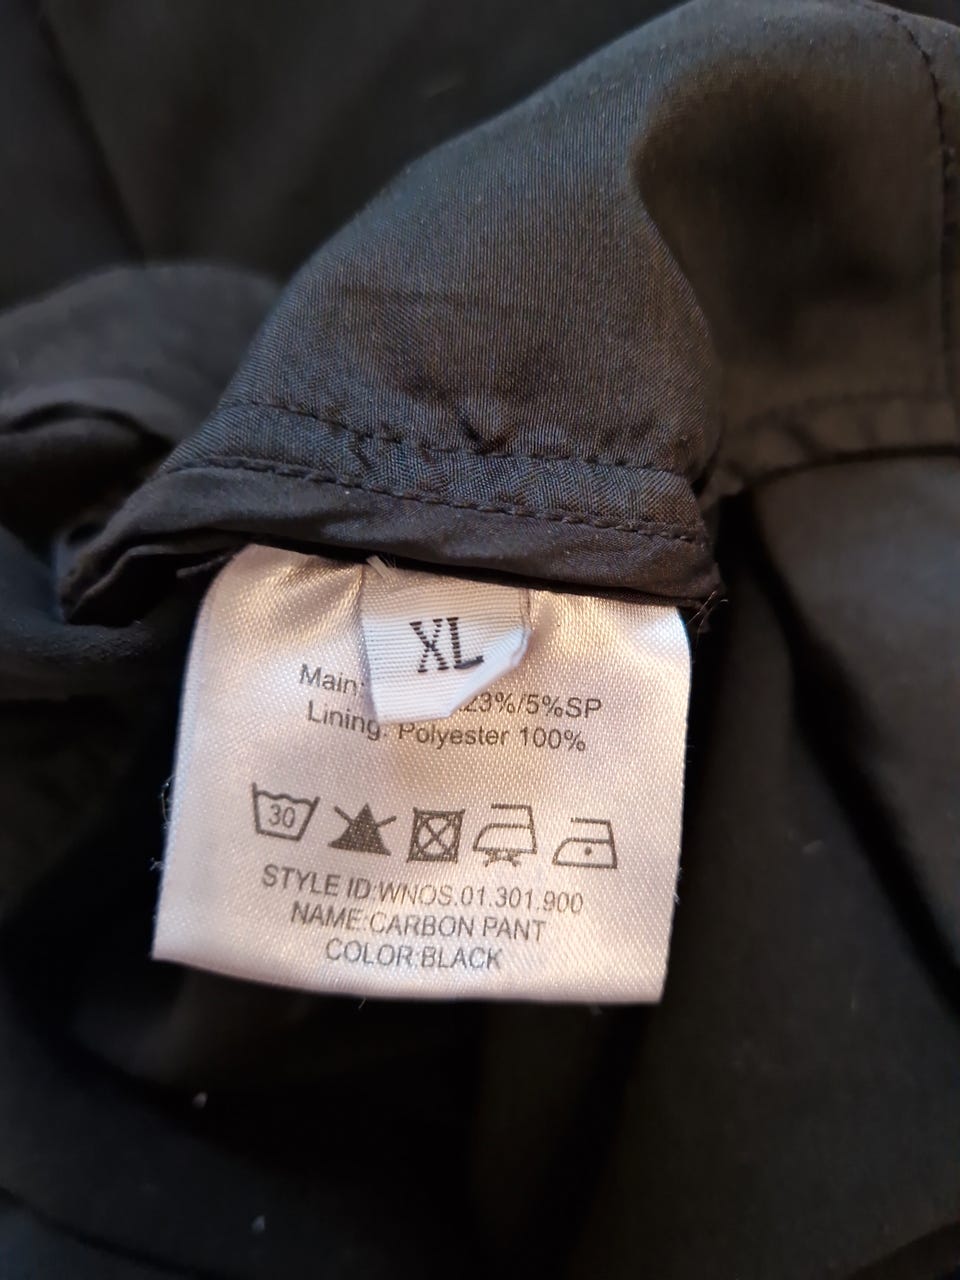 XL
Main: 23%/5%SP
Lining: Polyester 100%
30
STYLE ID:WNOS.01.301.900
NAME:CARBON PANT
COLOR:BLACK